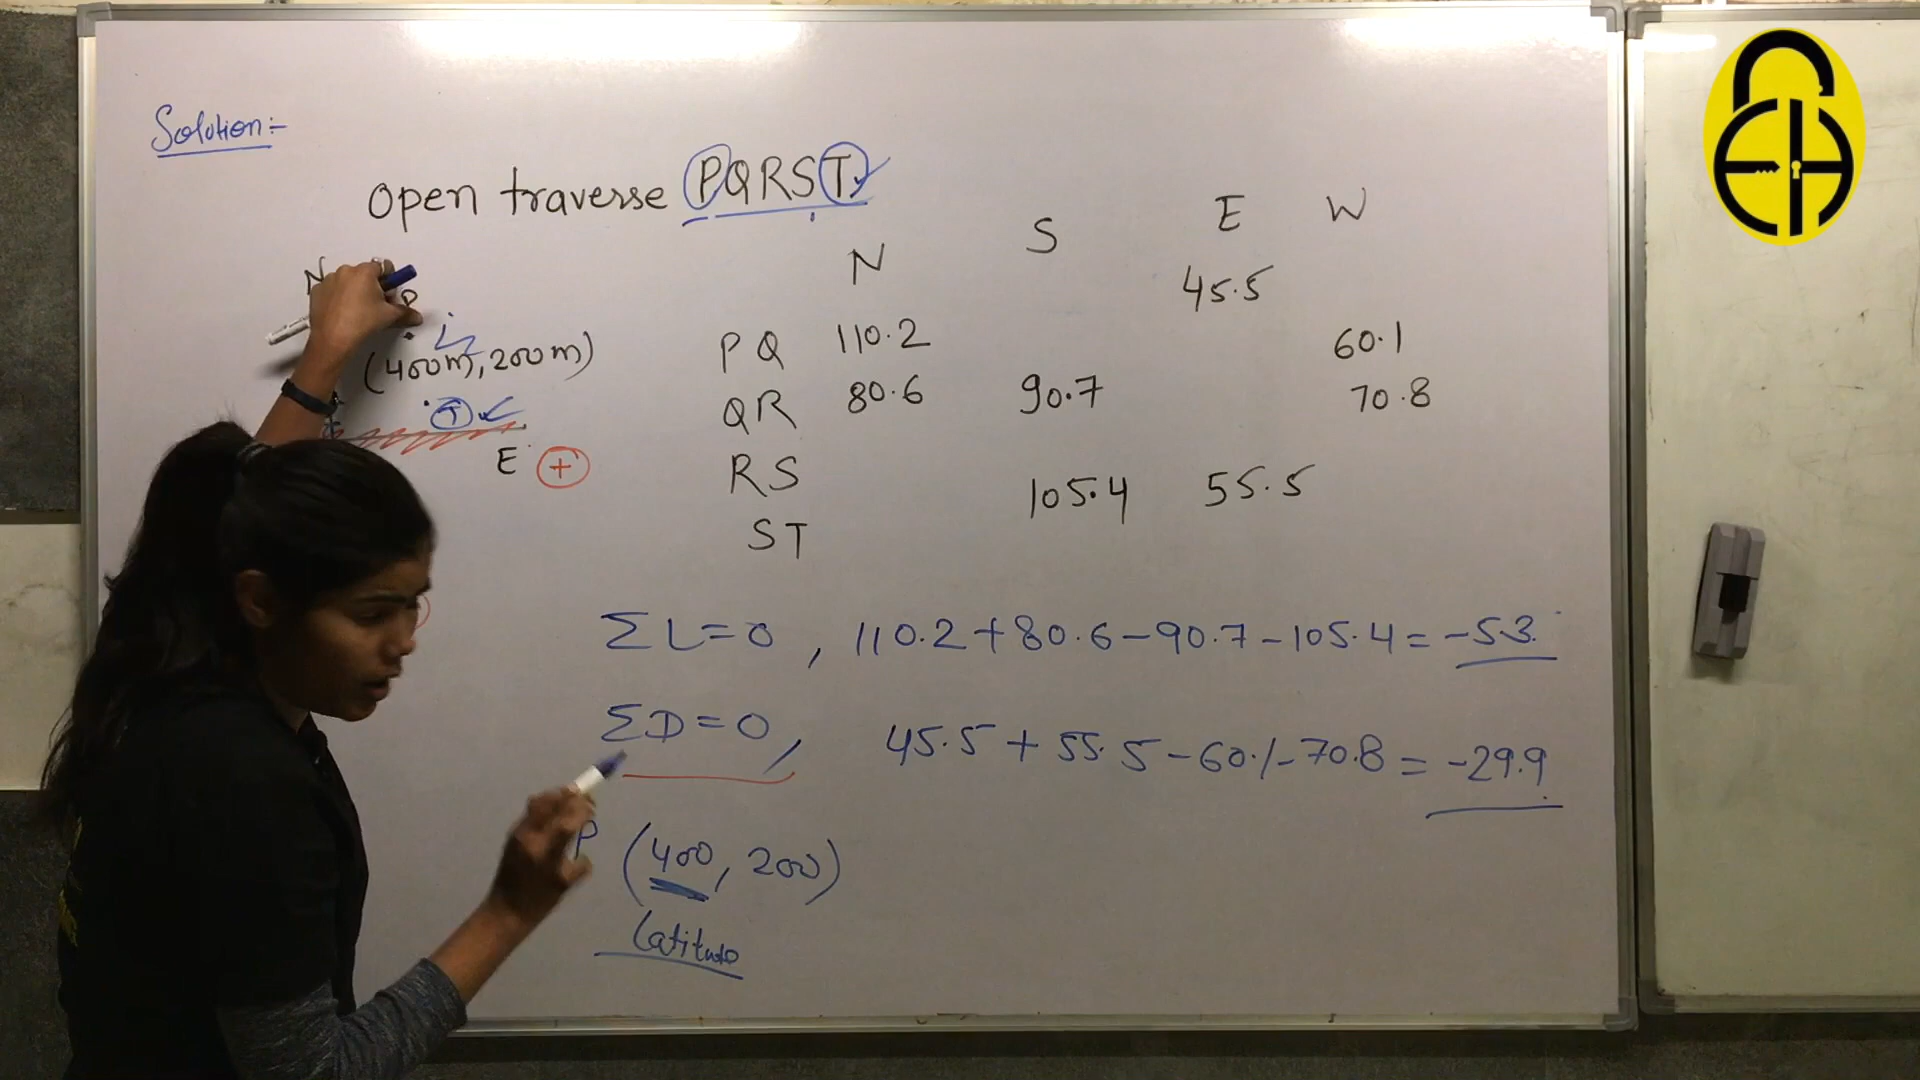 Solution:-
open traverse PQRST
N S E W
45.5
N P
PQ 110.2 60.1
(400m, 200m)
QR 80.6 90.7 70.8
T
E +
RS 105.4 55.5
ST
ΣL=0, 110.2+80.6-90.7-105.4=-5.3
ΣD=0, 45.5+55.5-60.1-70.8=-29.9
P (400, 200)
Latitude